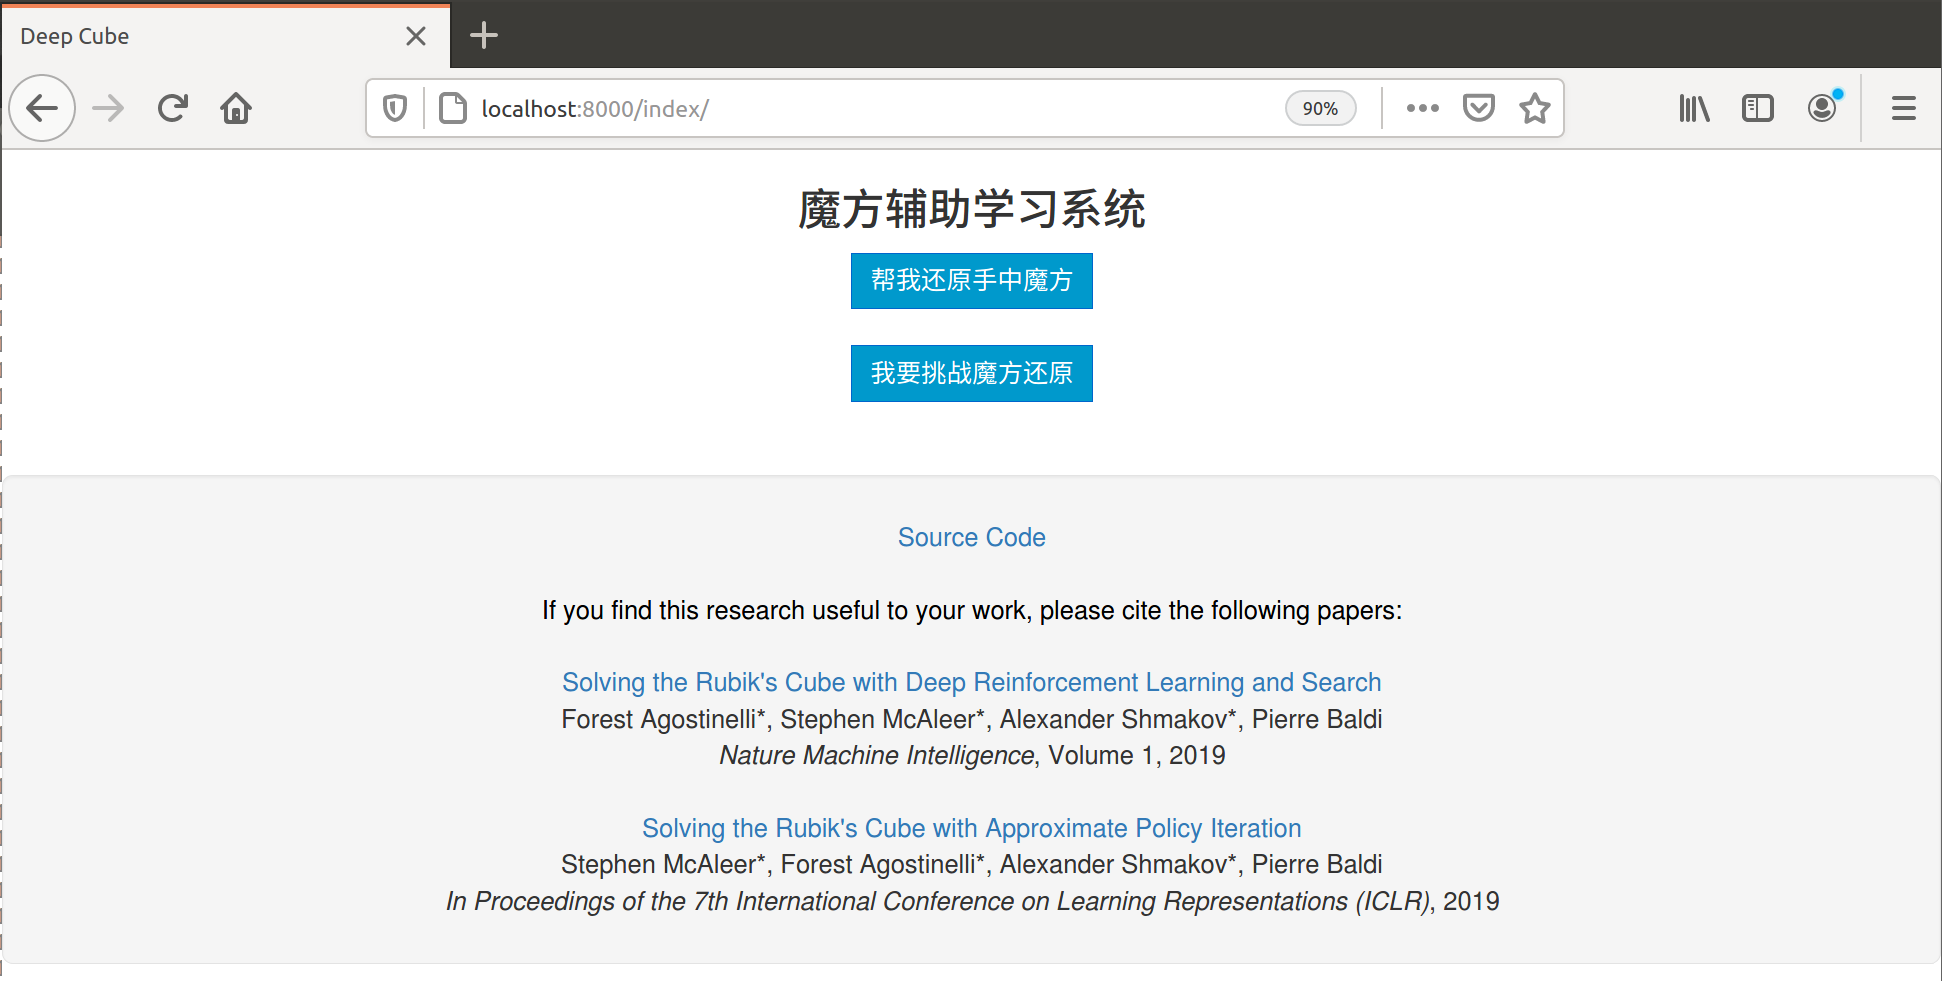 Deep Cube
localhost:8000/index/
90%
魔方辅助学习系统
帮我还原手中魔方
我要挑战魔方还原
Source Code
If you find this research useful to your work, please cite the following papers:
Solving the Rubik's Cube with Deep Reinforcement Learning and Search
Forest Agostinelli*, Stephen McAleer*, Alexander Shmakov*, Pierre Baldi
Nature Machine Intelligence, Volume 1, 2019
Solving the Rubik's Cube with Approximate Policy Iteration
Stephen McAleer*, Forest Agostinelli*, Alexander Shmakov*, Pierre Baldi
In Proceedings of the 7th International Conference on Learning Representations (ICLR), 2019